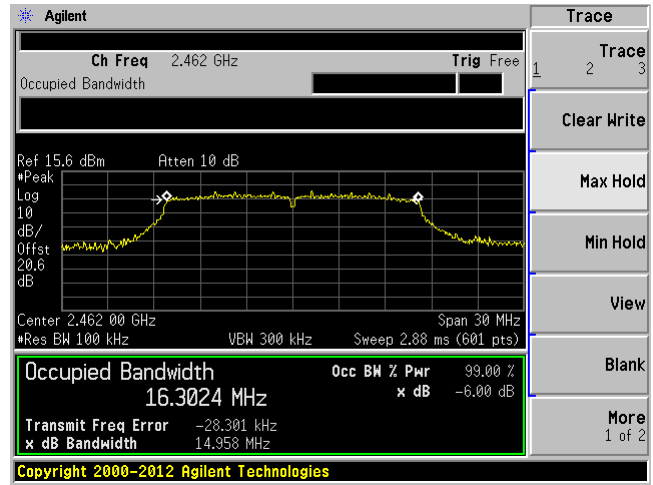 Agilent
Trace
Ch Freq 2.462 GHz Trig Free
Occupied Bandwidth
Trace
1 2 3
Clear Write
Max Hold
Min Hold
View
Blank
More
1 of 2
Ref 15.6 dBm Atten 10 dB
#Peak
Log
10
dB/
Offst
20.6
dB
Center 2.462 00 GHz Span 30 MHz
#Res BW 100 kHz VBW 300 kHz Sweep 2.88 ms (601 pts)
Occupied Bandwidth Occ BW % Pwr 99.00 %
16.3024 MHz x dB -6.00 dB
Transmit Freq Error -28.301 kHz
x dB Bandwidth 14.958 MHz
Copyright 2000-2012 Agilent Technologies